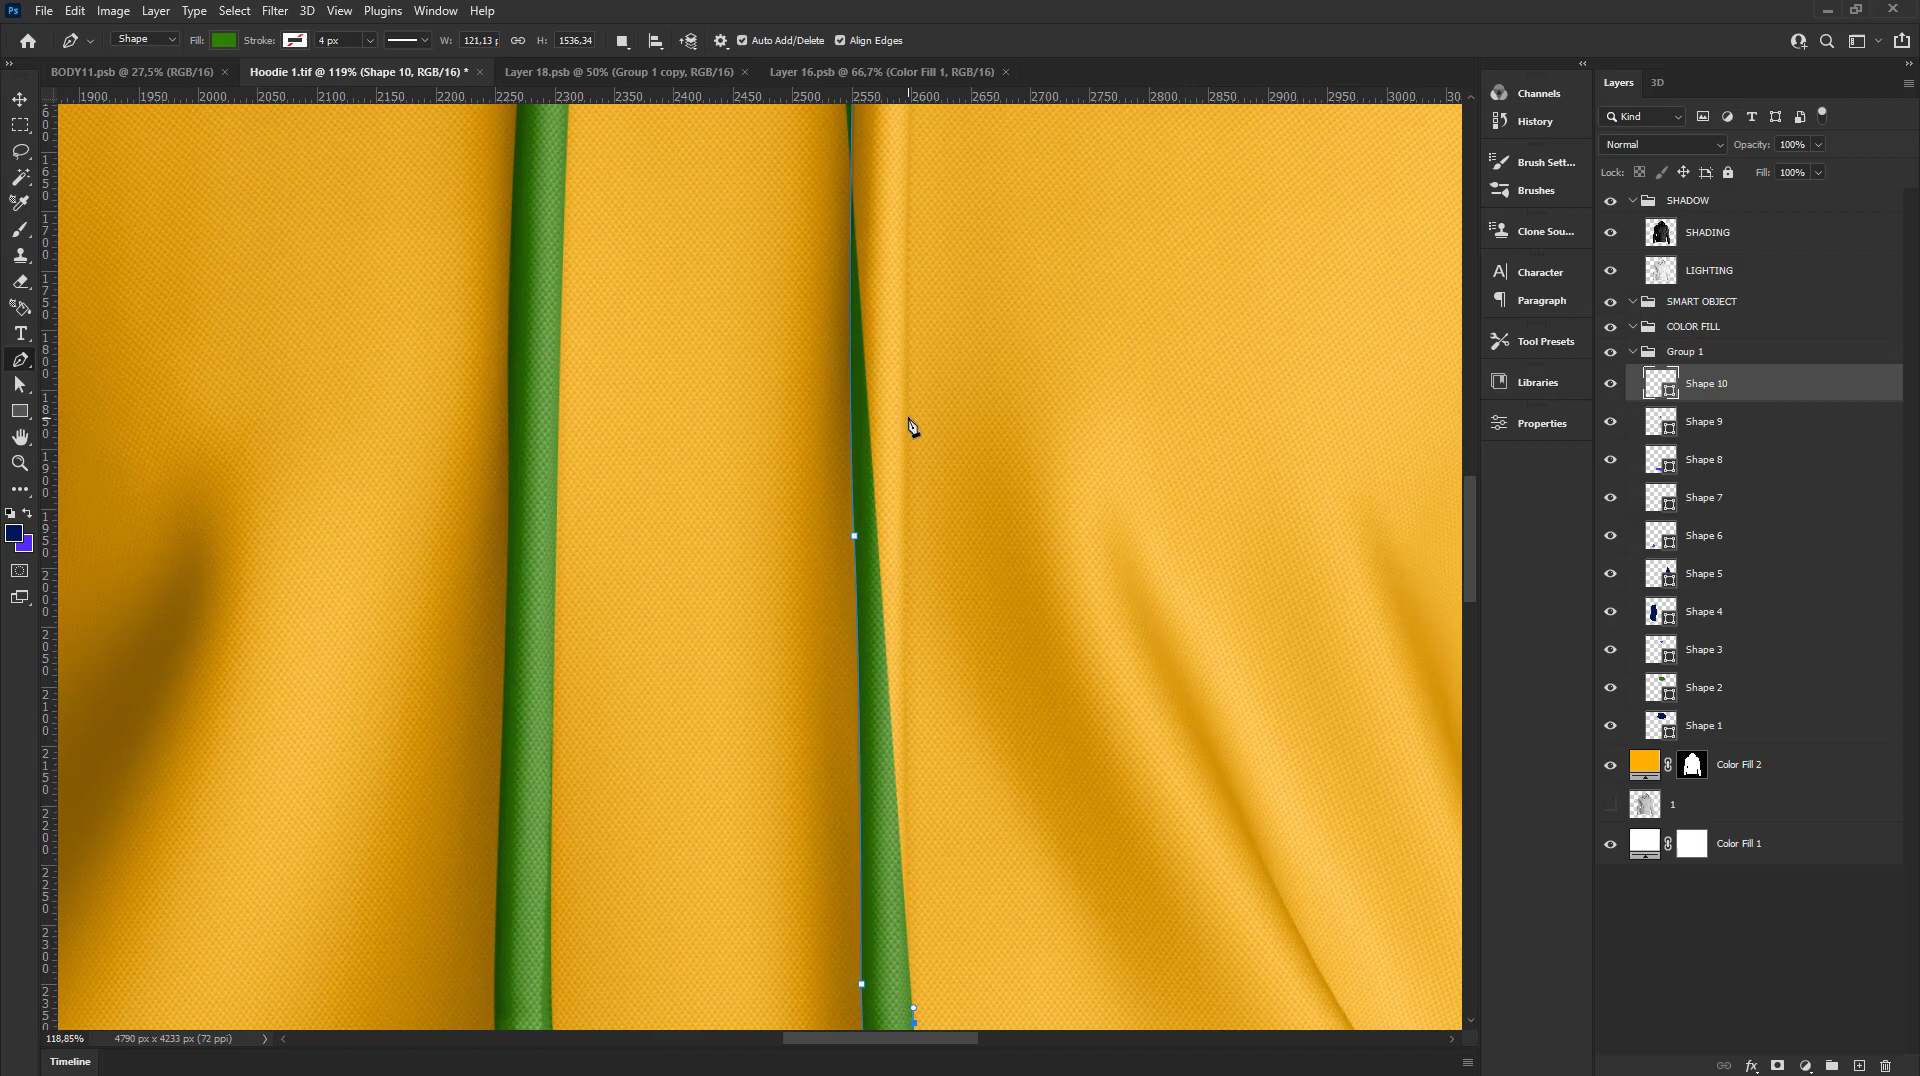 Ps File Edit Image Layer Type Select Filter 3D View Plugins Window Help
Shape Fill: Stroke: 4 px W: 121,13 p H: 1536,34 Auto Add/Delete Align Edges
BODY11.psb @ 27,5% (RGB/16) × Hoodie 1.tif @ 119% (Shape 10, RGB/16) * × Layer 18.psb @ 50% (Group 1 copy, RGB/16) × Layer 16.psb @ 66,7% (Color Fill 1, RGB/16) ×
1900 1950 2000 2050 2100 2150 2200 2250 2300 2350 2400 2450 2500 2550 2600 2650 2700 2750 2800 2850 2900 2950 3000 30
Channels
History
Brush Sett...
Brushes
Clone Sou...
Character
Paragraph
Tool Presets
Libraries
Properties
Layers 3D
Kind
Normal Opacity: 100%
Lock: Fill: 100%
SHADOW
SHADING
LIGHTING
SMART OBJECT
COLOR FILL
Group 1
Shape 10
Shape 9
Shape 8
Shape 7
Shape 6
Shape 5
Shape 4
Shape 3
Shape 2
Shape 1
Color Fill 2
1
Color Fill 1
118,85% 4790 px x 4233 px (72 ppi)
Timeline